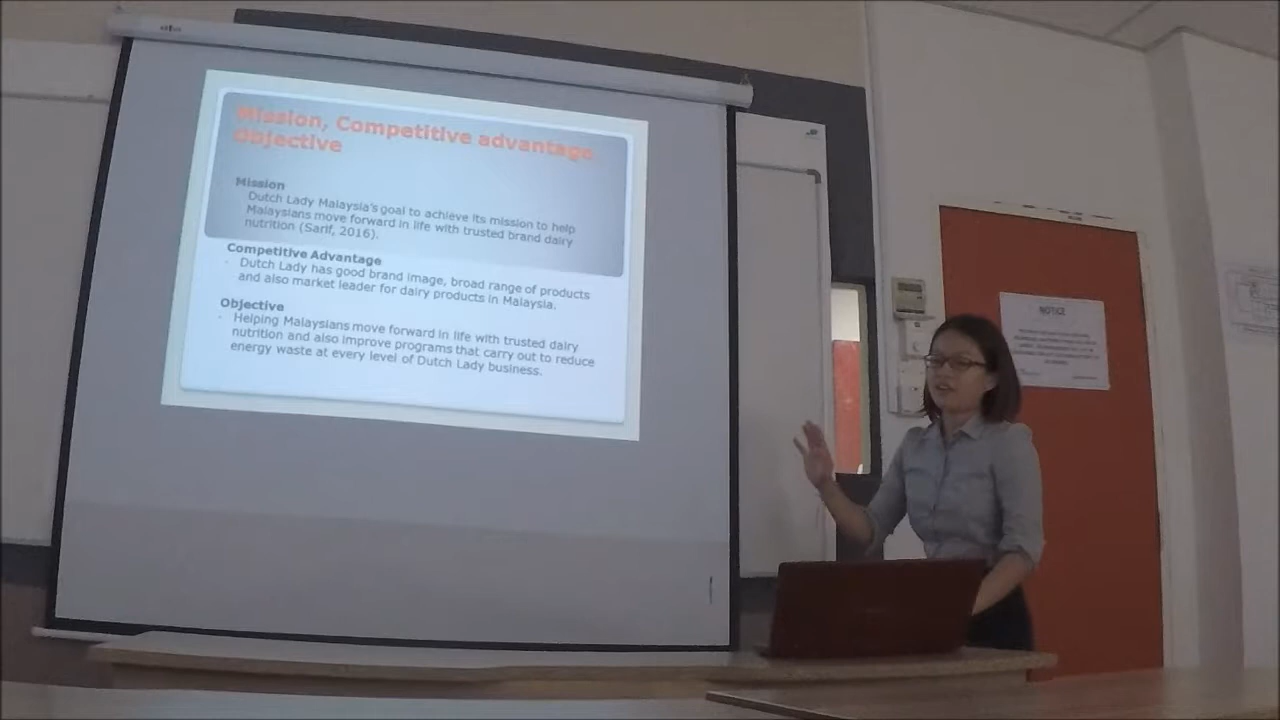 Mission, Competitive advantage
Objective
Mission
Dutch Lady Malaysia's goal to achieve its mission to help
Malaysians move forward in life with trusted brand dairy
nutrition (Sarif, 2016).
Competitive Advantage
Dutch Lady has good brand image, broad range of products
and also market leader for dairy products in Malaysia.
Objective
Helping Malaysians move forward in life with trusted dairy
nutrition and also improve programs that carry out to reduce
energy waste at every level of Dutch Lady business.
NOTICE